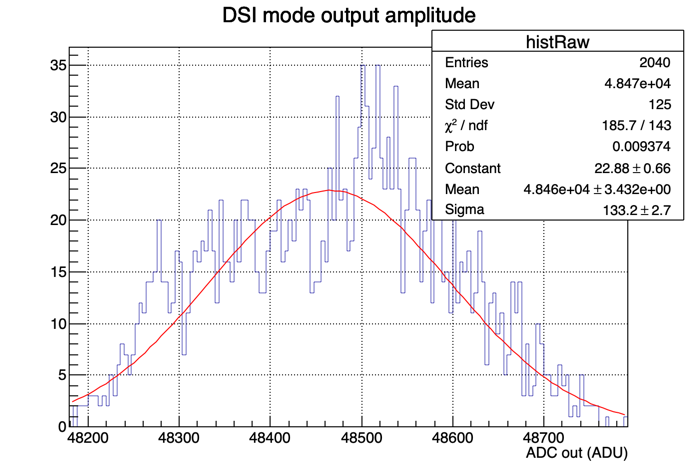 DSI mode output amplitude
histRaw
Entries 2040
Mean 4.847e+04
Std Dev 125
χ² / ndf 185.7 / 143
Prob 0.009374
Constant 22.88 ± 0.66
Mean 4.846e+04 ± 3.432e+00
Sigma 133.2 ± 2.7
35
30
25
20
15
10
5
0
48200 48300 48400 48500 48600 48700
ADC out (ADU)